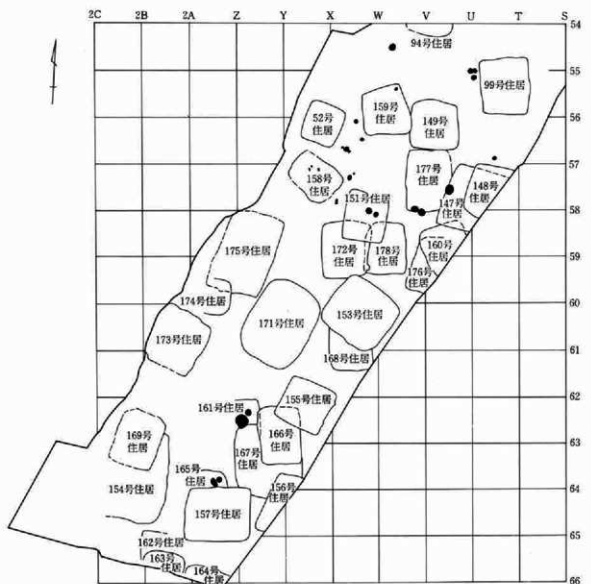 2C 2B 2A Z Y X W V U T S
54
94号住居
55
99号住居
159号
住居
52号
住居
149号
住居
56
57
158号
住居
177号
住居
148号
住居
151号住居
147号
住居
58
175号住居
172号
住居
178号
住居
160号
住居
59
176号
住居
174号住居
60
171号住居
153号住居
173号住居
168号住居
61
155号住居
62
161号住居
169号
住居
166号
住居
167号
住居
63
165号
住居
154号住居
156号
住居
64
157号住居
162号住居
65
163号
住居
164号
住居
66